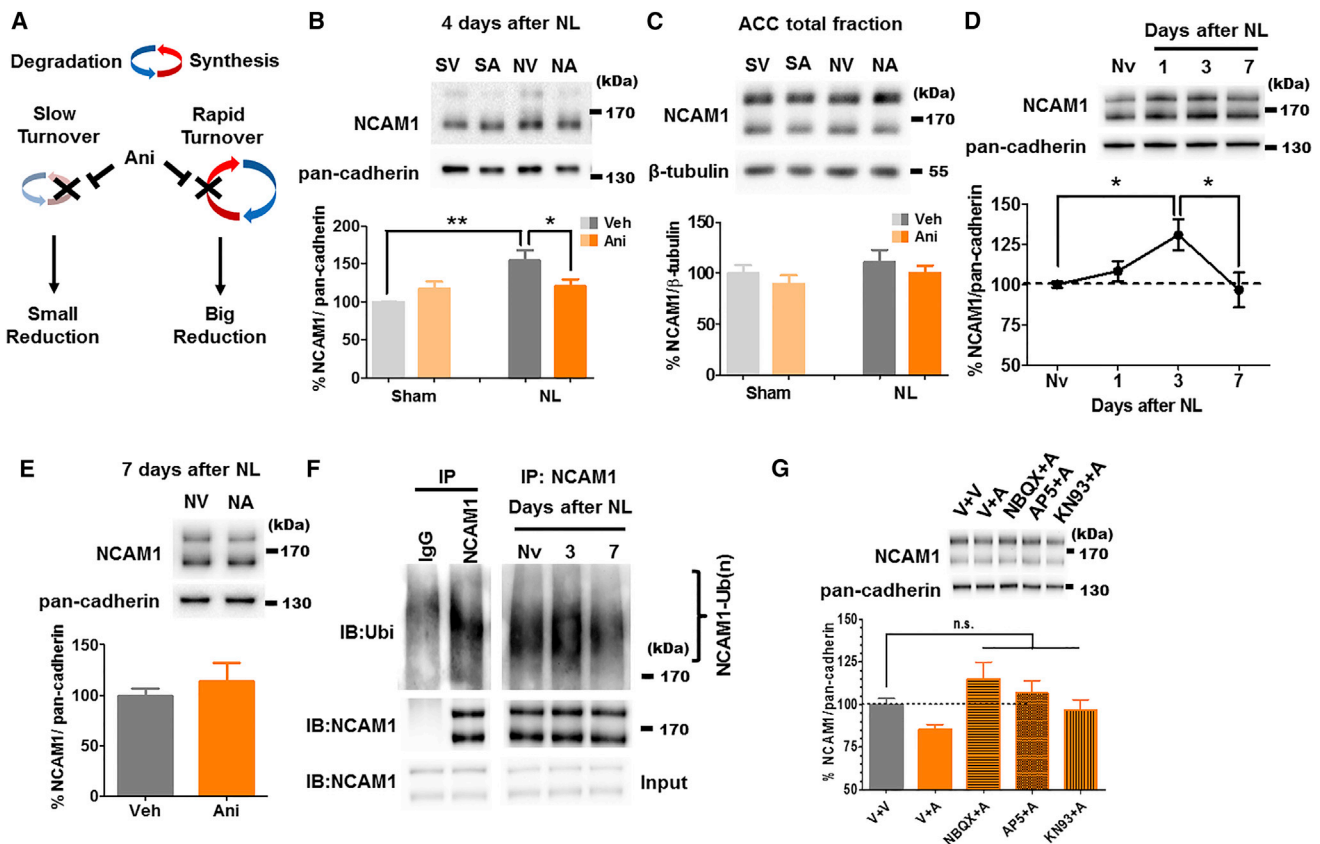 A
Degradation Synthesis
Slow Turnover
Rapid Turnover
Ani
Small Reduction
Big Reduction
B
4 days after NL
SV SA NV NA
(kDa)
NCAM1
170
pan-cadherin
130
% NCAM1/ pan-cadherin
200
150
100
50
0
**
*
Veh
Ani
Sham
NL
C
ACC total fraction
SV SA NV NA
(kDa)
NCAM1
170
β-tubulin
55
% NCAM1/β-tubulin
150
100
50
0
Veh
Ani
Sham
NL
D
Days after NL
Nv 1 3 7
(kDa)
NCAM1
170
pan-cadherin
130
% NCAM1/pan-cadherin
150
125
100
75
50
*
*
Nv 1 3 7
Days after NL
E
7 days after NL
NV NA
(kDa)
NCAM1
170
pan-cadherin
130
% NCAM1/ pan-cadherin
150
100
50
0
Veh
Ani
F
IP
IP: NCAM1
IgG
NCAM1
Days after NL
Nv 3 7
IB:Ubi
(kDa)
170
NCAM1-Ub(n)
IB:NCAM1
170
IB:NCAM1
Input
G
V+V
V+A
NBQX+A
AP5+A
KN93+A
(kDa)
NCAM1
170
pan-cadherin
130
% NCAM1/pan-cadherin
150
125
100
75
50
n.s.
V+V
V+A
NBQX+A
AP5+A
KN93+A